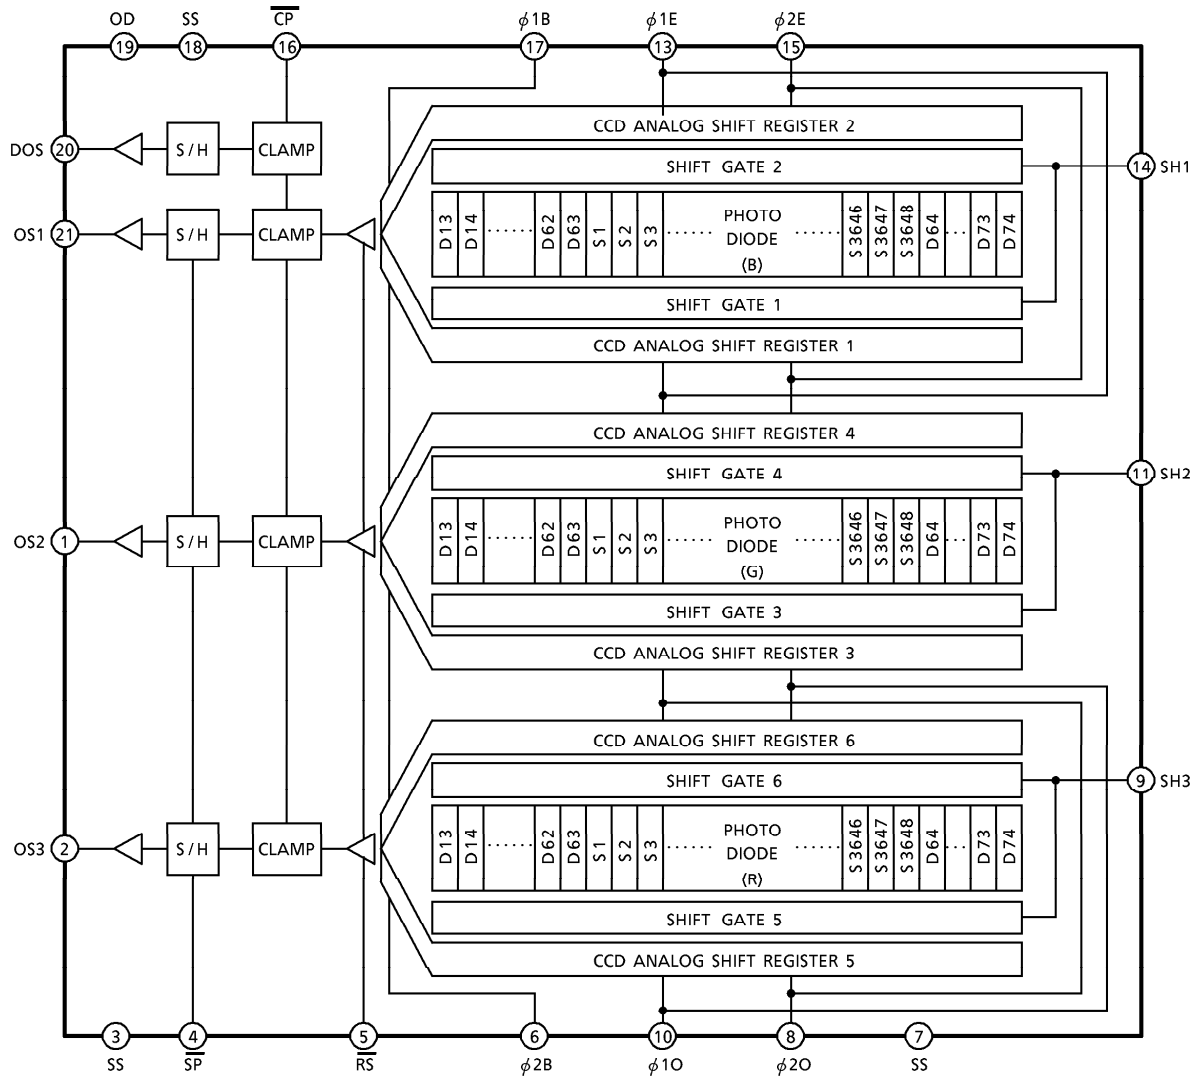 OD SS C̅P̅ ϕ1B ϕ1E ϕ2E
19 18 16 17 13 15
CCD ANALOG SHIFT REGISTER 2
DOS 20 S/H CLAMP
SHIFT GATE 2 14 SH1
D13 D14 ······ D62 D63 S1 S2 S3 ······ PHOTO DIODE (B) ······ S3646 S3647 S3648 D64 ··· D73 D74
OS1 21 S/H CLAMP
SHIFT GATE 1
CCD ANALOG SHIFT REGISTER 1
CCD ANALOG SHIFT REGISTER 4
SHIFT GATE 4 11 SH2
D13 D14 ······ D62 D63 S1 S2 S3 ······ PHOTO DIODE (G) ······ S3646 S3647 S3648 D64 ··· D73 D74
OS2 1 S/H CLAMP
SHIFT GATE 3
CCD ANALOG SHIFT REGISTER 3
CCD ANALOG SHIFT REGISTER 6
SHIFT GATE 6 9 SH3
D13 D14 ······ D62 D63 S1 S2 S3 ······ PHOTO DIODE (R) ······ S3646 S3647 S3648 D64 ··· D73 D74
OS3 2 S/H CLAMP
SHIFT GATE 5
CCD ANALOG SHIFT REGISTER 5
3 4 5 6 10 8 7
SS S̅P̅ R̅S̅ ϕ2B ϕ1O ϕ2O SS